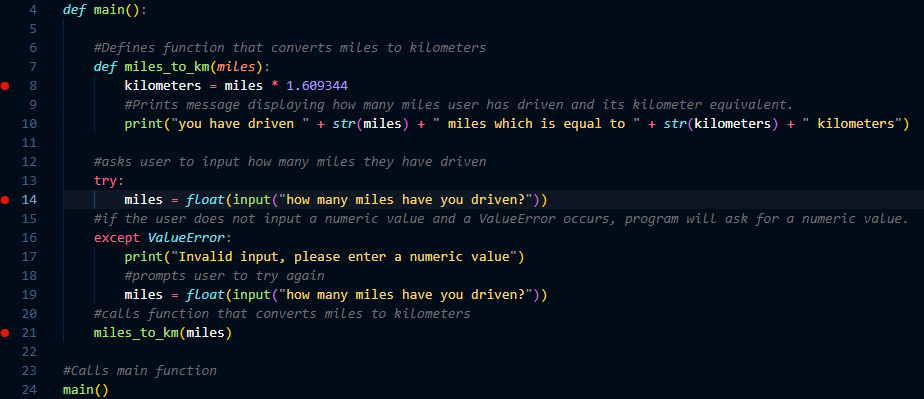 4 def main():
5
6 #Defines function that converts miles to kilometers
7 def miles_to_km(miles):
8 kilometers = miles * 1.609344
9 #Prints message displaying how many miles user has driven and its kilometer equivalent.
10 print("you have driven " + str(miles) + " miles which is equal to " + str(kilometers) + " kilometers")
11
12 #asks user to input how many miles they have driven
13 try:
14 miles = float(input("how many miles have you driven?"))
15 #if the user does not input a numeric value and a ValueError occurs, program will ask for a numeric value.
16 except ValueError:
17 print("Invalid input, please enter a numeric value")
18 #prompts user to try again
19 miles = float(input("how many miles have you driven?"))
20 #calls function that converts miles to kilometers
21 miles_to_km(miles)
22
23 #Calls main function
24 main()